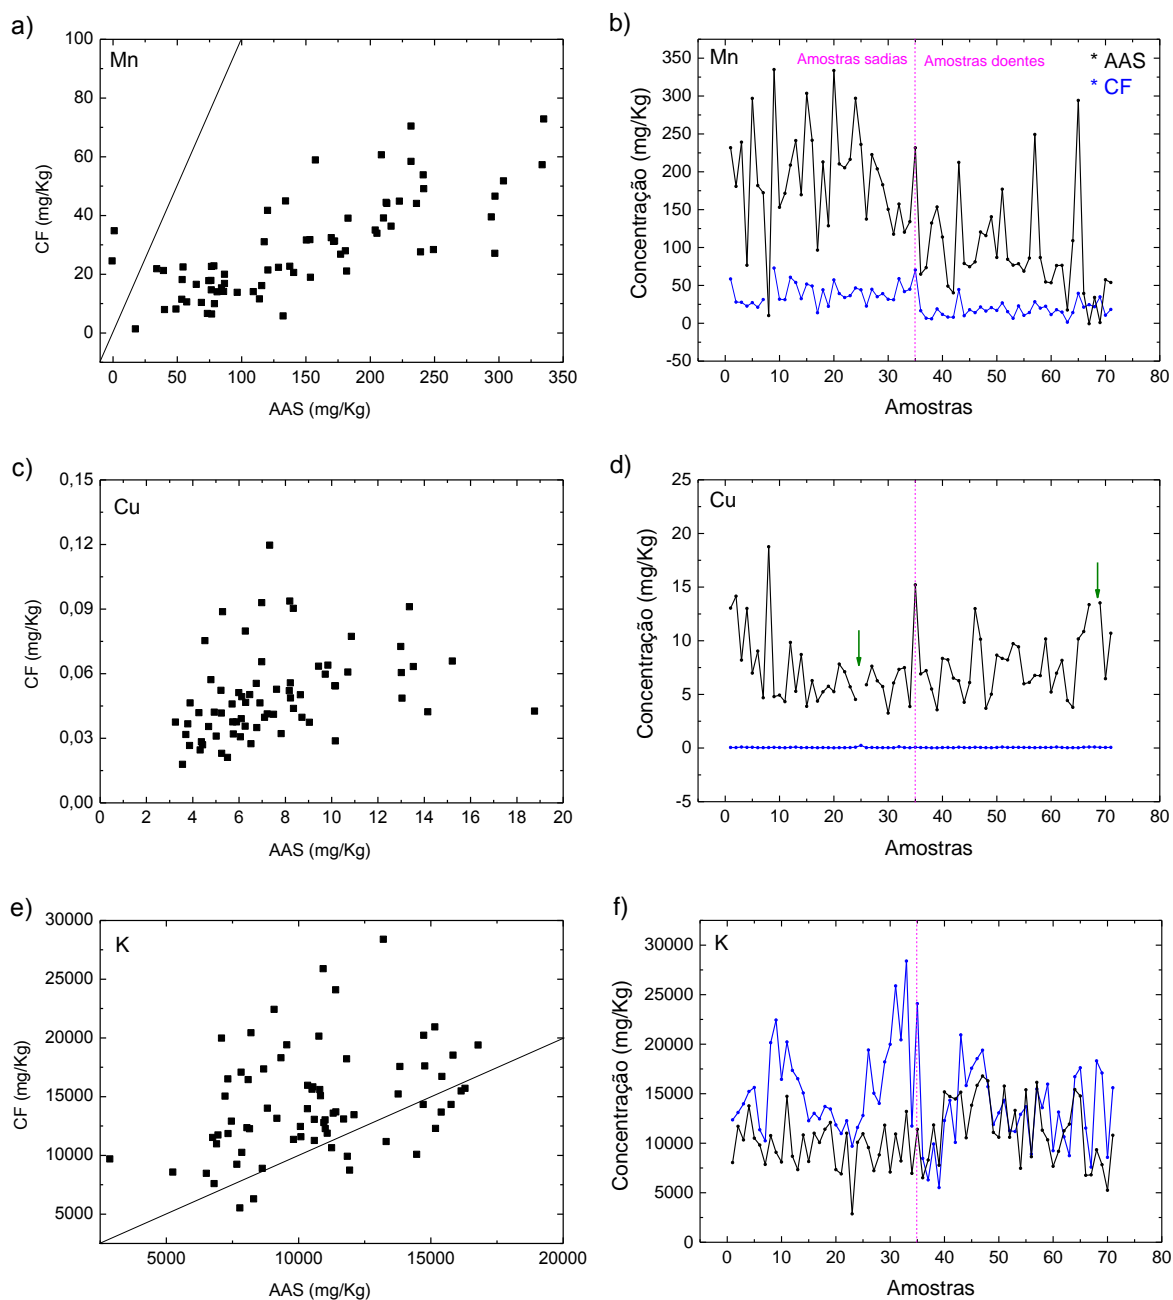 a)
Mn
100
80
60
40
20
0
CF (mg/Kg)
0 50 100 150 200 250 300 350
AAS (mg/Kg)
b)
Mn
Amostras sadias
Amostras doentes
* AAS
* CF
375
350
300
250
200
150
100
50
0
-50
Concentração (mg/Kg)
0 10 20 30 40 50 60 70 80
Amostras
c)
Cu
0,15
0,12
0,09
0,06
0,03
0,00
CF (mg/Kg)
0 2 4 6 8 10 12 14 16 18 20
AAS (mg/Kg)
d)
Cu
25
20
15
10
5
0
-5
Concentração (mg/Kg)
0 10 20 30 40 50 60 70 80
Amostras
e)
K
30000
25000
20000
15000
10000
5000
CF (mg/Kg)
5000 10000 15000 20000
AAS (mg/Kg)
f)
K
30000
25000
20000
15000
10000
5000
0
Concentração (mg/Kg)
0 10 20 30 40 50 60 70 80
Amostras